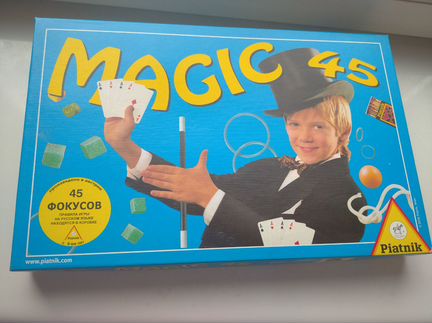 MAGIC 45
45
ФОКУСОВ
ПРАВИЛА ИГРЫ
НА РУССКОМ ЯЗЫКЕ
НАХОДЯТСЯ В КОРОБКЕ
Piatnik
www.piatnik.com